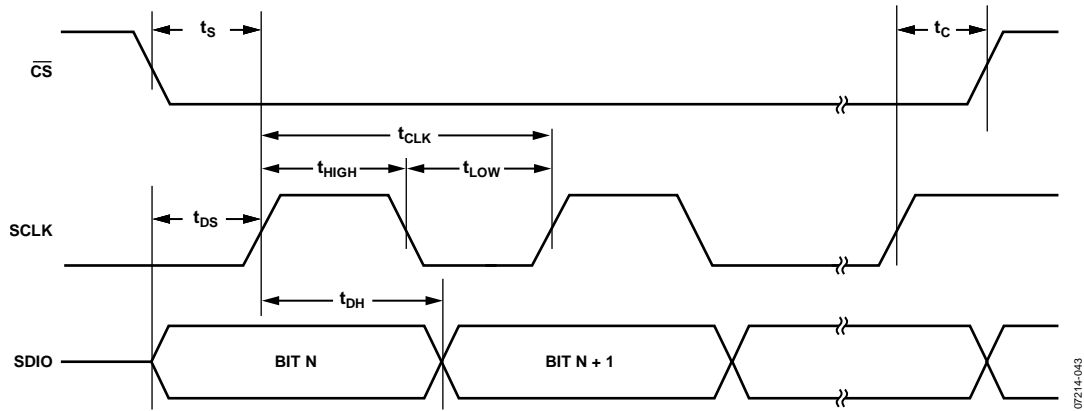 tS
tC
CS
tCLK
tHIGH
tLOW
tDS
SCLK
tDH
SDIO
BIT N
BIT N + 1
07214-043